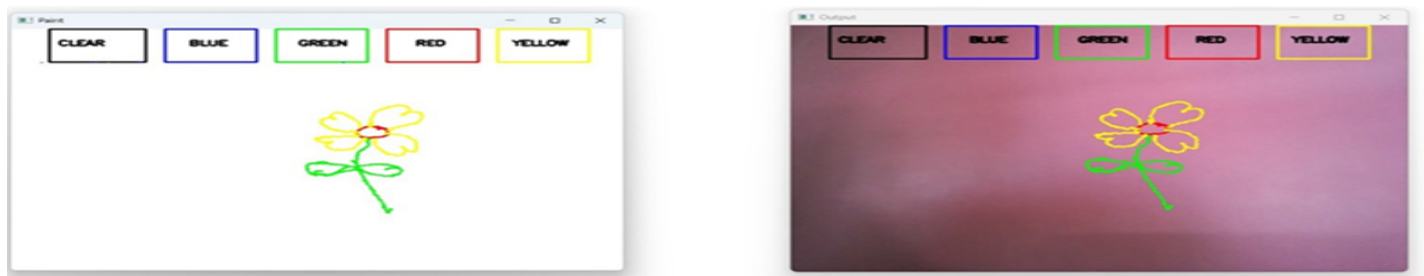 Paint
CLEAR BLUE GREEN RED YELLOW
Output
CLEAR BLUE GREEN RED YELLOW